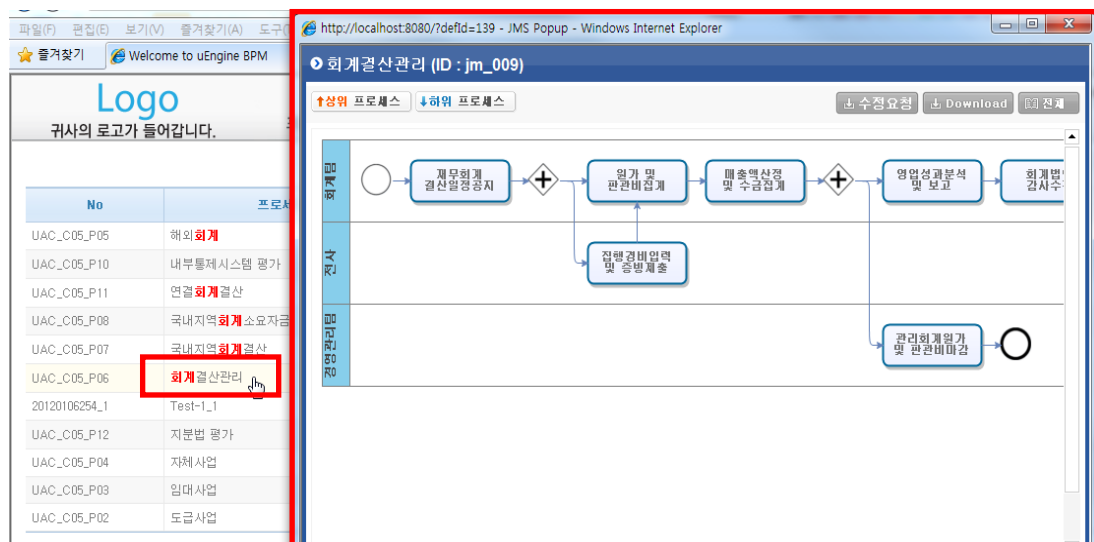 파일(F) 편집(E) 보기(V) 즐겨찾기(A) 도구(
http://localhost:8080/?defId=139 - JMS Popup - Windows Internet Explorer
즐겨찾기
Welcome to uEngine BPM
회계결산관리 (ID : jm_009)
Logo
귀사의 로고가 들어갑니다.
상위 프로세스
하위 프로세스
수정요청
Download
전체
No
프로세
UAC_C05_P05 해외회계
UAC_C05_P10 내부통제시스템 평가
UAC_C05_P11 연결회계결산
UAC_C05_P08 국내지역회계소요자금
UAC_C05_P07 국내지역회계결산
UAC_C05_P06 회계결산관리
20120106254_1 Test-1_1
UAC_C05_P12 지분법 평가
UAC_C05_P04 자체사업
UAC_C05_P03 임대사업
UAC_C05_P02 도급사업
회계팀
재무회계
결산일정공지
원가 및
판관비집계
매출액산정
및 수금집계
영업성과분석
및 보고
회계법
감사수
전사
집행경비입력
및 증빙제출
경영관리팀
관리회계원가
및 판관비마감